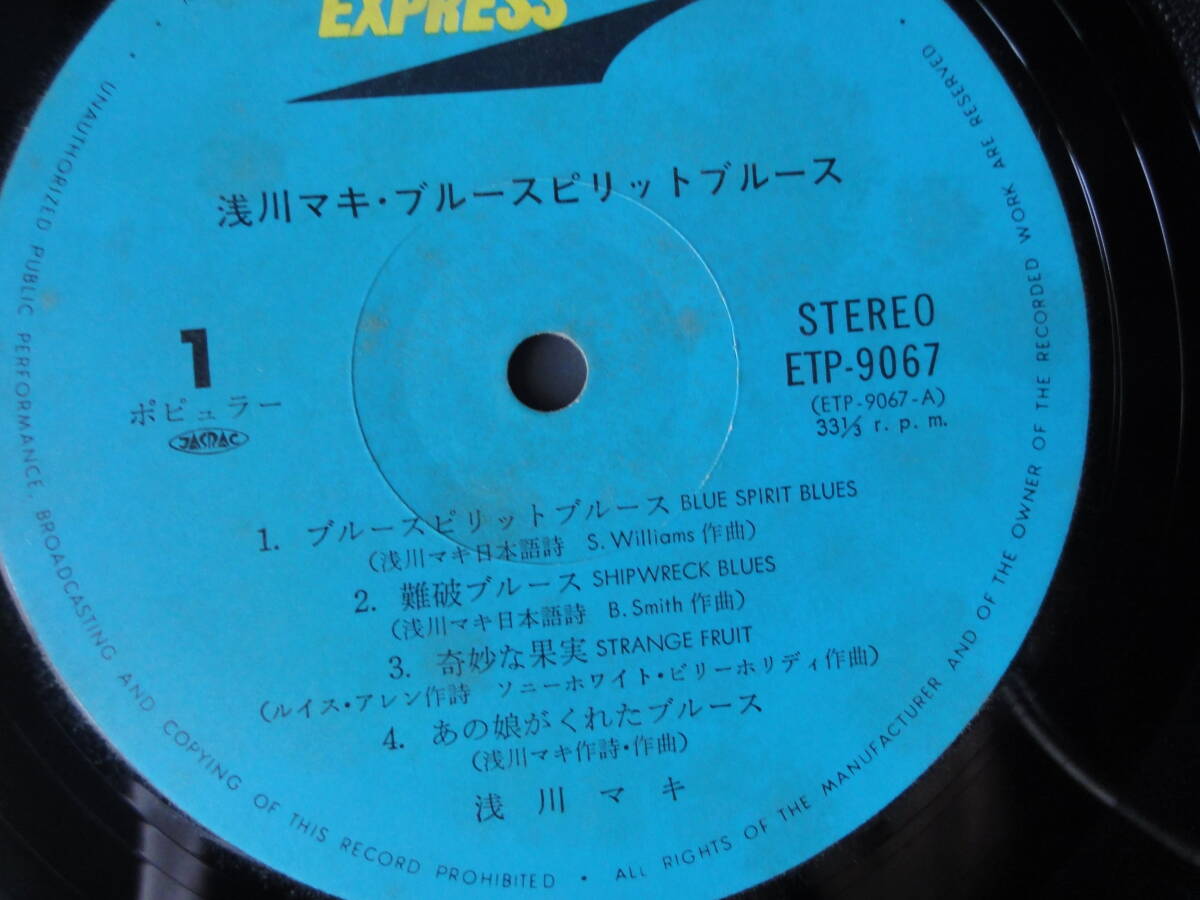 EXPRESS
浅川マキ・ブルースピリットブルース
1
ポピュラー
JASRAC
STEREO
ETP-9067
(ETP-9067-A)
33⅓ r.p.m.
1. ブルースピリットブルース BLUE SPIRIT BLUES
(浅川マキ日本語詩 S. Williams 作曲)
2. 難破ブルース SHIPWRECK BLUES
(浅川マキ日本語詩 B. Smith 作曲)
3. 奇妙な果実 STRANGE FRUIT
(ルイス・アレン作詩 ソニーホワイト・ビリーホリディ作曲)
4. あの娘がくれたブルース
(浅川マキ作詩・作曲)
浅川マキ
UNAUTHORIZED PUBLIC PERFORMANCE, BROADCASTING AND COPYING OF THIS RECORD PROHIBITED • ALL RIGHTS OF THE MANUFACTURER AND OF THE OWNER OF THE RECORDED WORK ARE RESERVED